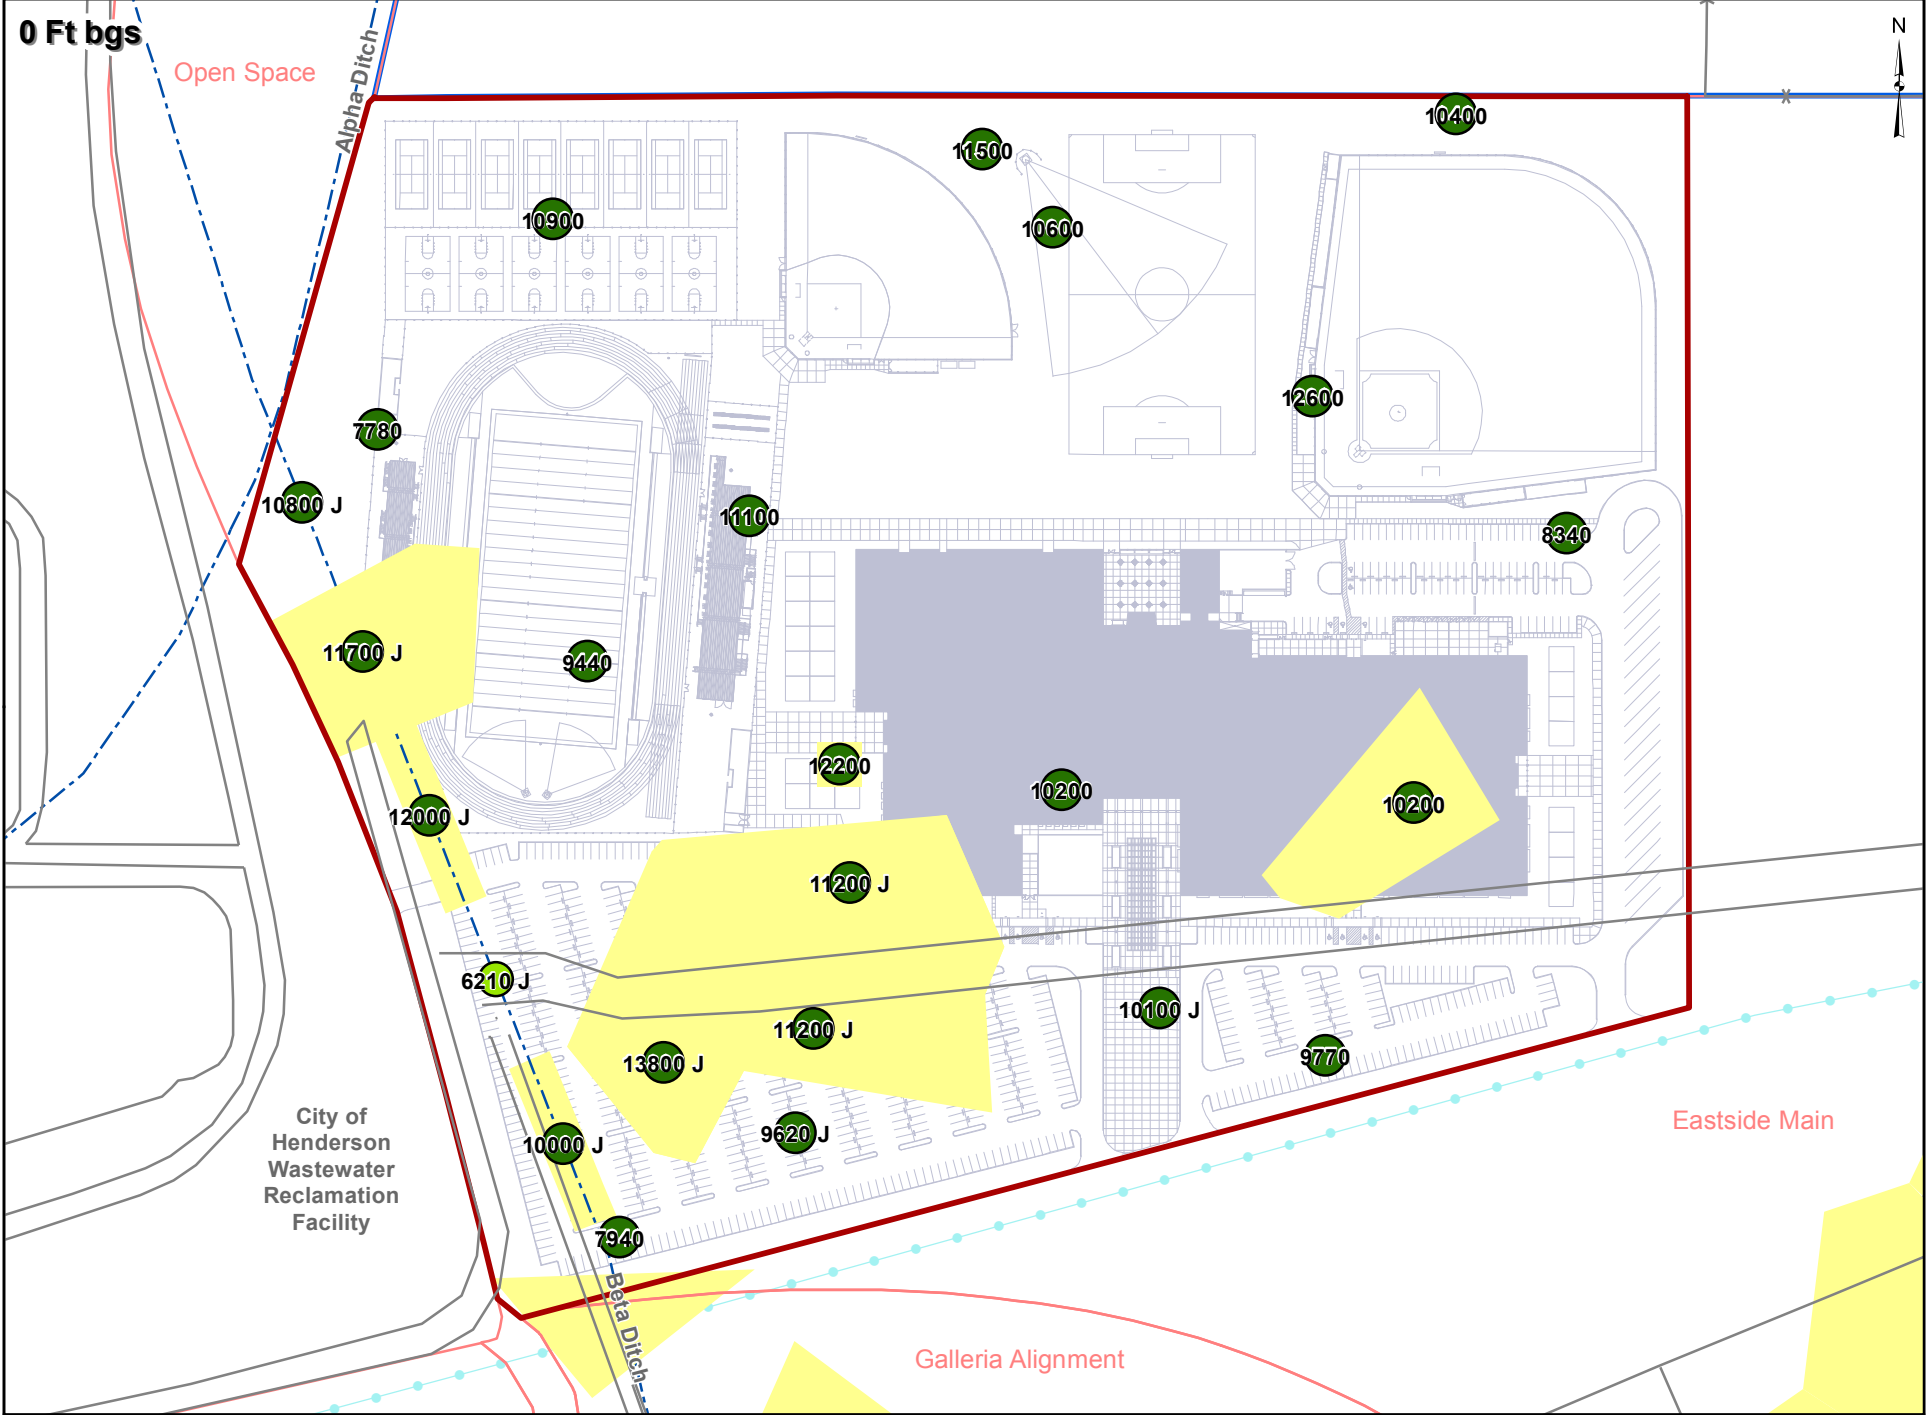 0 Ft bgs
N
Open Space
Alpha Ditch
10400
11500
10900
10600
12600
7780
10800 J
11100
8340
11700 J
9440
12200
10200
10200
12000 J
11200 J
6210 J
10100 J
11200 J
9770
13800 J
9620 J
10000 J
City of
Henderson
Wastewater
Reclamation
Facility
Eastside Main
7940
Beta Ditch
Galleria Alignment